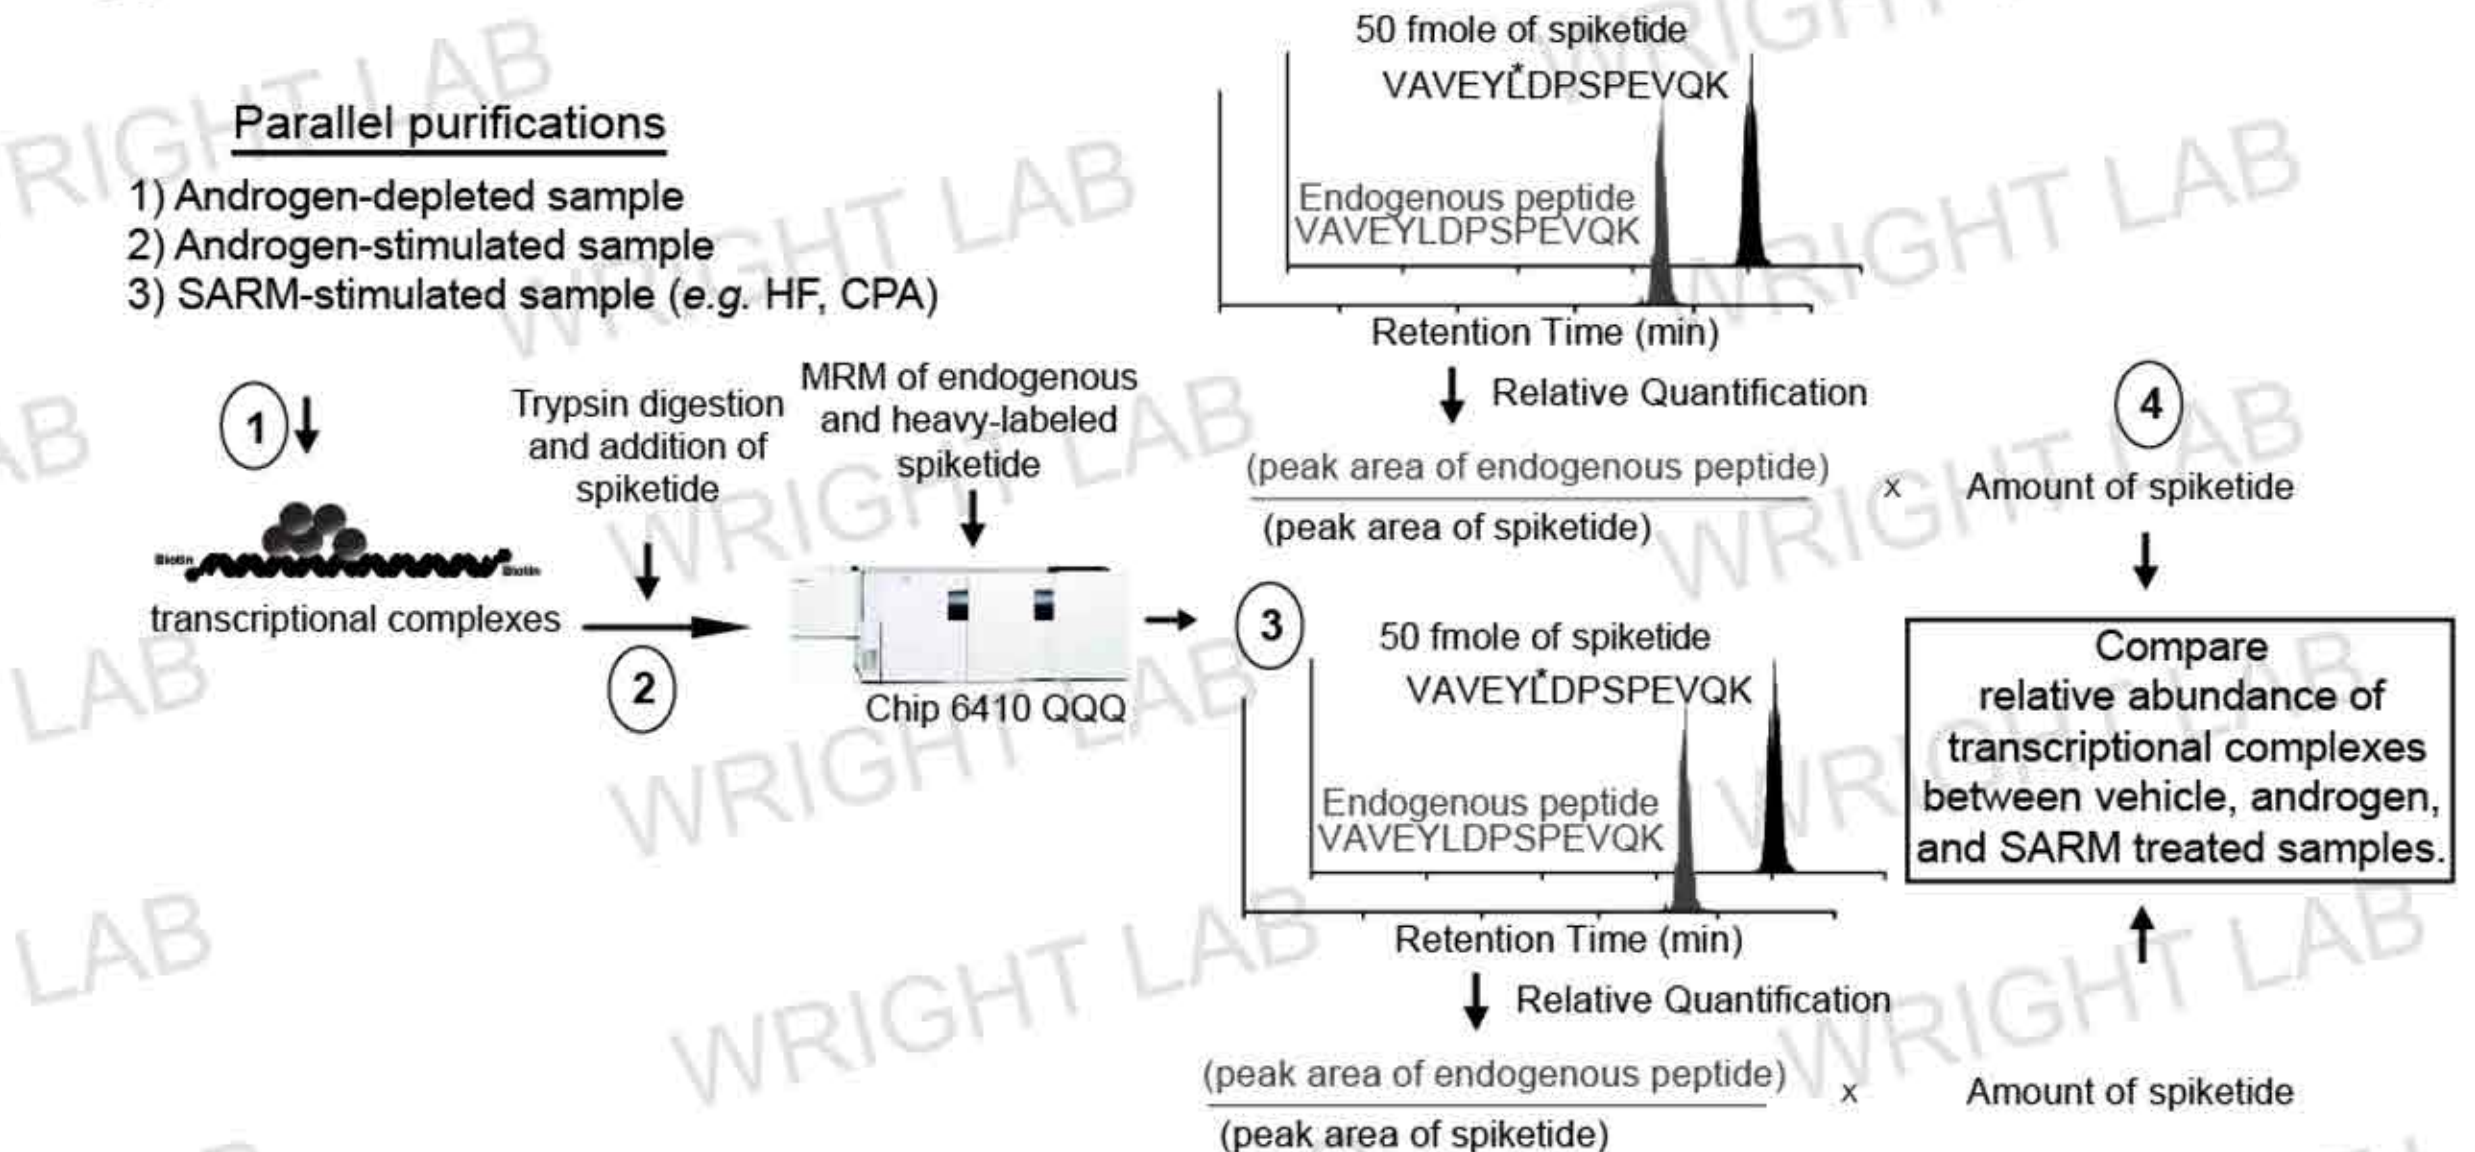 Parallel purifications
1) Androgen-depleted sample
2) Androgen-stimulated sample
3) SARM-stimulated sample (e.g. HF, CPA)
1
Biotin
Biotin
transcriptional complexes
Trypsin digestion
and addition of
spiketide
2
MRM of endogenous
and heavy-labeled
spiketide
Chip 6410 QQQ
3
50 fmole of spiketide
VAVEYL*DPSPEVQK
Endogenous peptide
VAVEYLDPSPEVQK
Retention Time (min)
Relative Quantification
(peak area of endogenous peptide)
(peak area of spiketide)
x
Amount of spiketide
50 fmole of spiketide
VAVEYL*DPSPEVQK
Endogenous peptide
VAVEYLDPSPEVQK
Retention Time (min)
Relative Quantification
(peak area of endogenous peptide)
(peak area of spiketide)
x
Amount of spiketide
4
Compare
relative abundance of
transcriptional complexes
between vehicle, androgen,
and SARM treated samples.
WRIGHT LAB